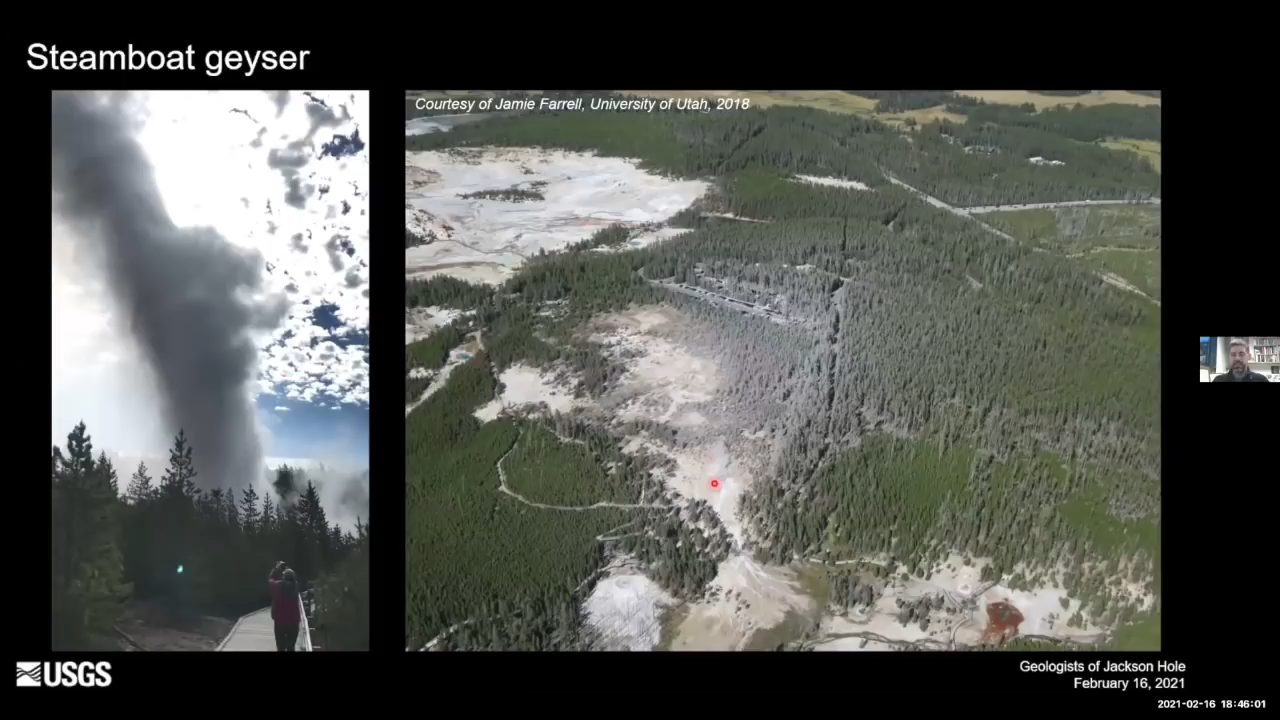 Steamboat geyser
Courtesy of Jamie Farrell, University of Utah, 2018
USGS
Geologists of Jackson Hole
February 16, 2021
2021-02-16 18:46:01